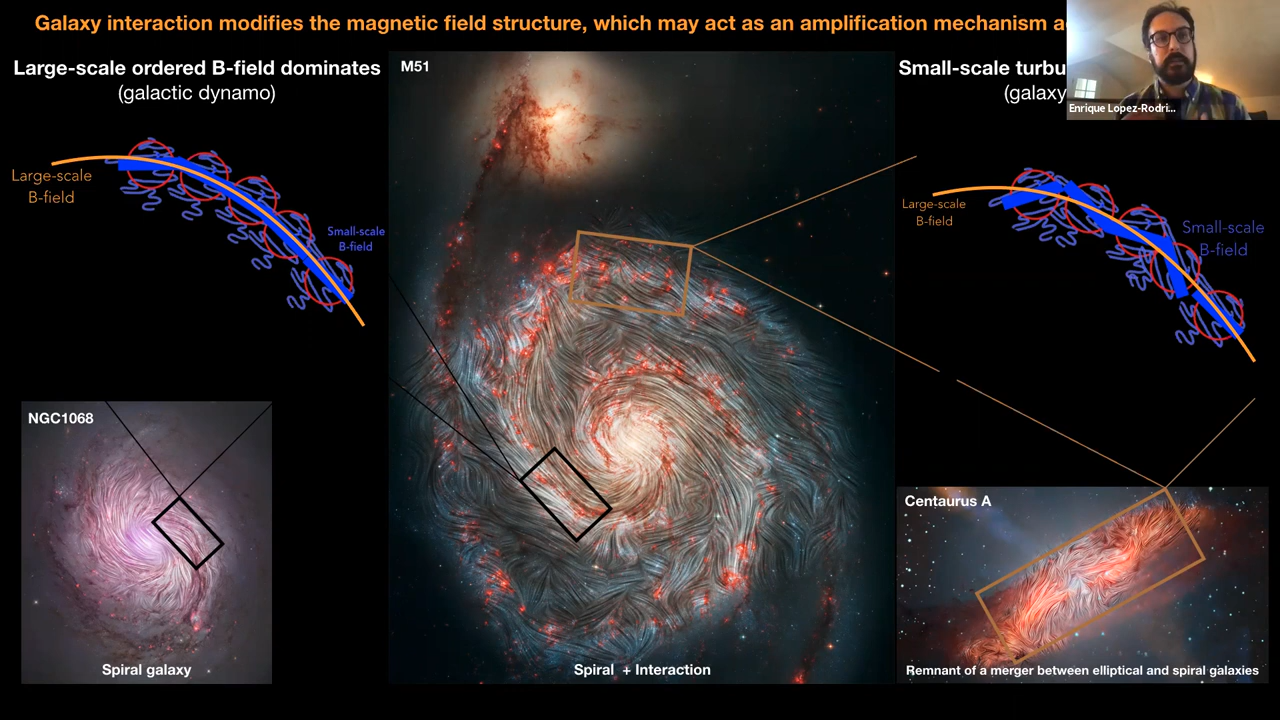 Galaxy interaction modifies the magnetic field structure, which may act as an amplification mechanism
Large-scale ordered B-field dominates
(galactic dynamo)
Large-scale
B-field
Small-scale
B-field
NGC1068
Spiral galaxy
M51
Spiral + Interaction
Small-scale
(galaxy
Enrique Lopez-Rodri...
Large-scale
B-field
Small-scale
B-field
Centaurus A
Remnant of a merger between elliptical and spiral galaxies